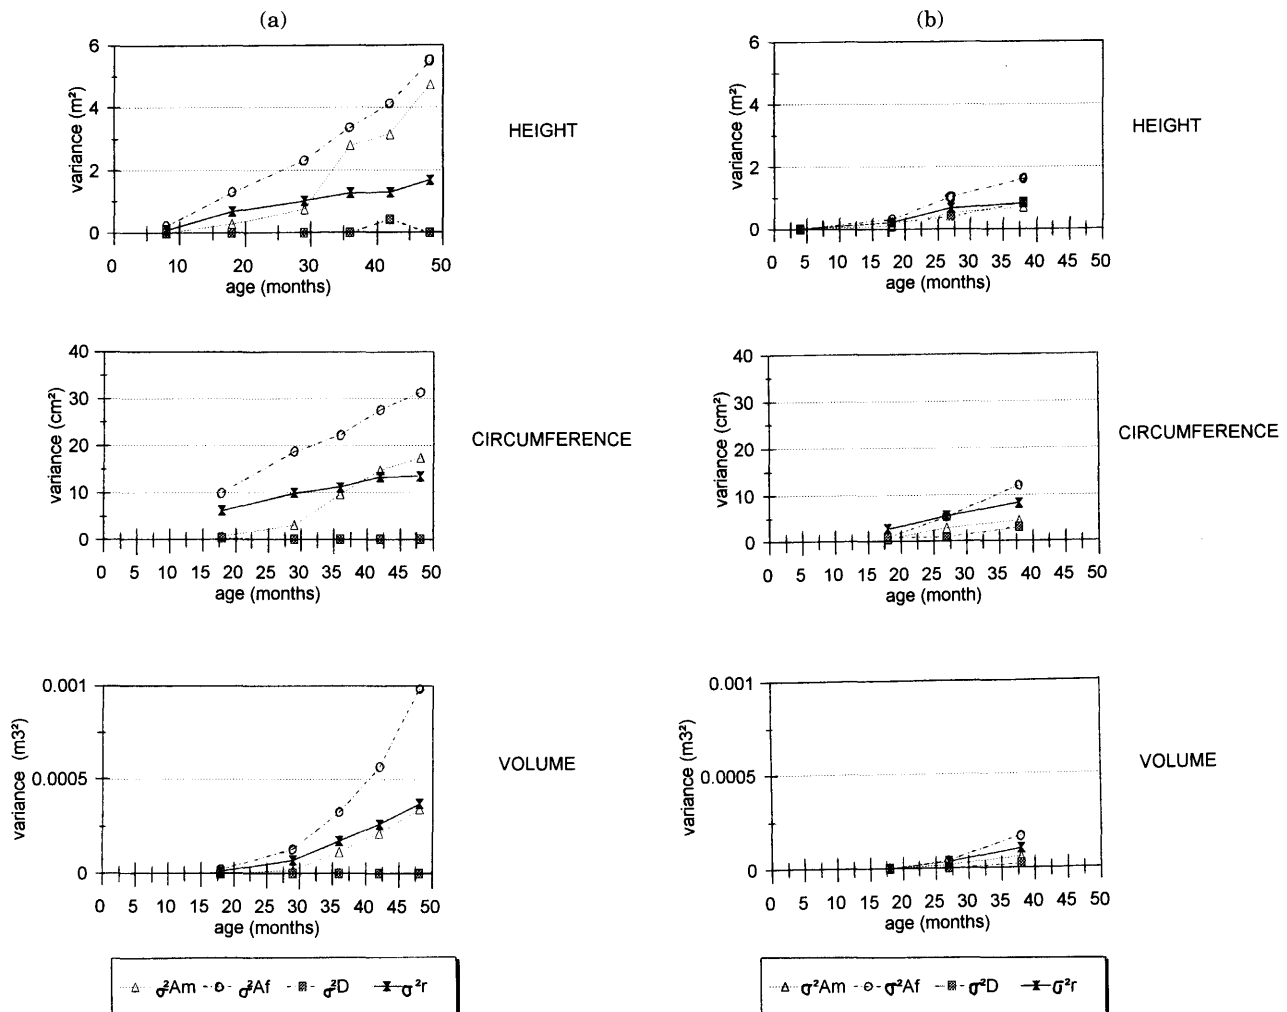 (a)
6
4
2
0
variance (m²)
0 10 20 30 40 50
age (months)
HEIGHT
(b)
6
4
2
0
variance (m²)
0 5 10 15 20 25 30 35 40 45 50
age (months)
HEIGHT
40
30
20
10
0
variance (cm²)
0 5 10 15 20 25 30 35 40 45 50
age (months)
CIRCUMFERENCE
40
30
20
10
0
variance (cm²)
0 5 10 15 20 25 30 35 40 45 50
age (month)
CIRCUMFERENCE
0.001
0.0005
0
variance (m3²)
0 5 10 15 20 25 30 35 40 45 50
age (months)
VOLUME
0.001
0.0005
0
variance (m3²)
0 5 10 15 20 25 30 35 40 45 50
age (months)
VOLUME
σ²Am σ²Af σ²D σ²r
σ²Am σ²Af σ²D σ²r